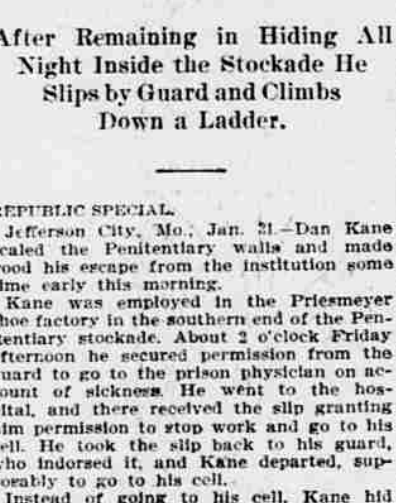 After Remaining in Hiding All
Night Inside the Stockade He
Slips by Guard and Climbs
Down a Ladder.
REPUBLIC SPECIAL.
Jefferson City, Mo., Jan. 21.—Dan Kane
scaled the Penitentiary walls and made
good his escape from the institution some
time early this morning.
Kane was employed in the Priesmeyer
shoe factory in the southern end of the Pen-
itentiary stockade. About 2 o'clock Friday
afternoon he secured permission from the
guard to go to the prison physician on ac-
count of sickness. He went to the hos-
pital, and there received the slip granting
him permission to stop work and go to his
cell. He took the slip back to his guard,
who indorsed it, and Kane departed, sup-
posably to go to his cell.
Instead of going to his cell, Kane hid